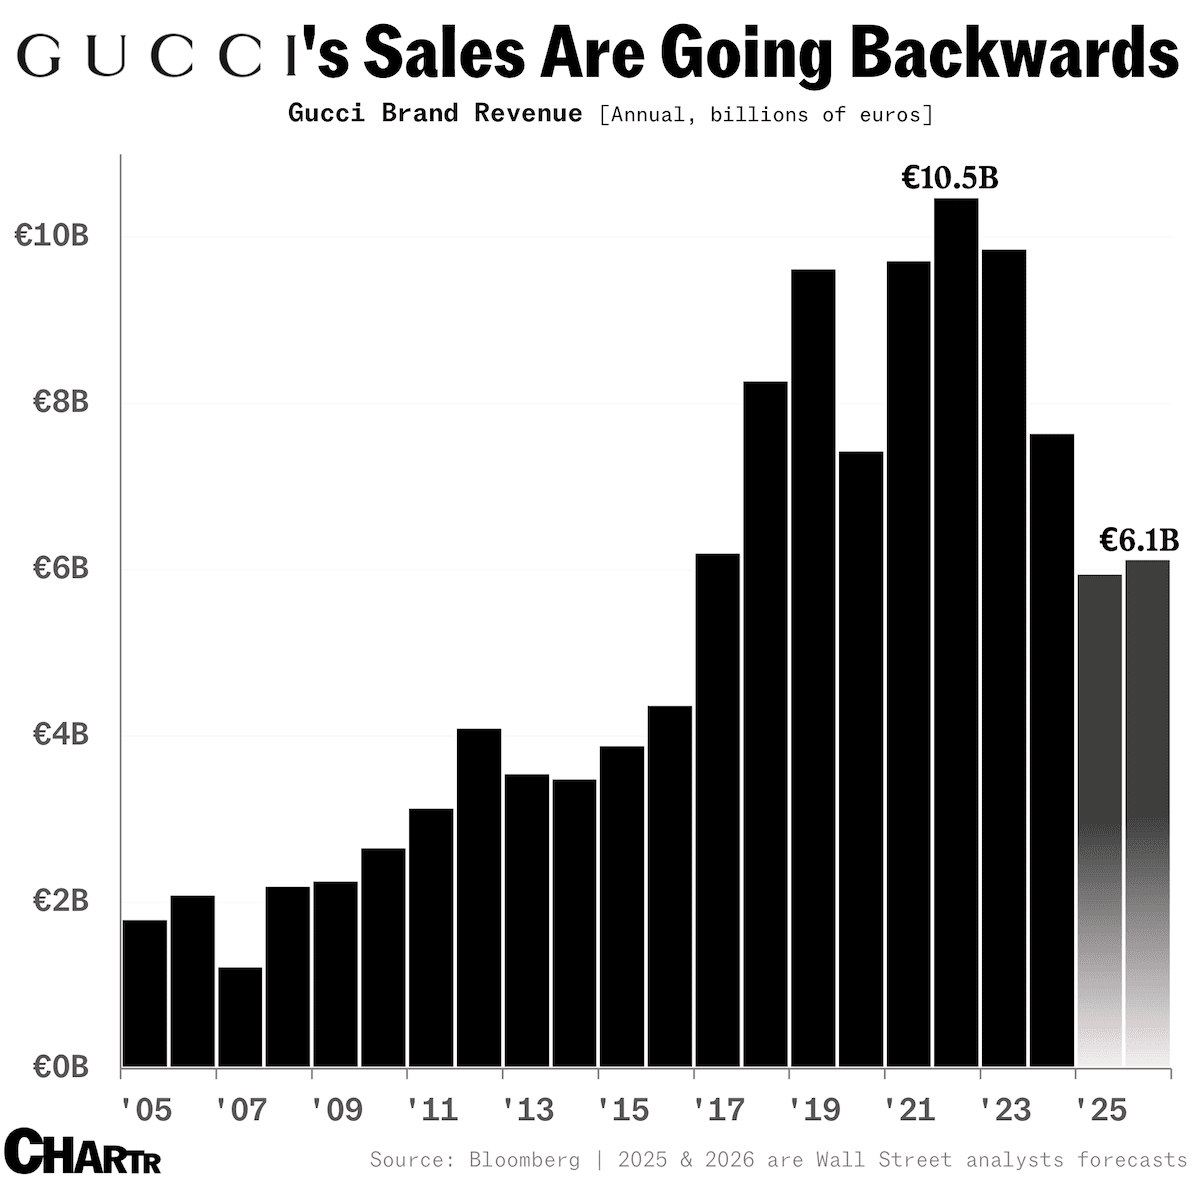 GUCCI's Sales Are Going Backwards
Gucci Brand Revenue [Annual, billions of euros]
€10.5B
€10B
€8B
€6.1B
€6B
€4B
€2B
€0B
'05 '07 '09 '11 '13 '15 '17 '19 '21 '23 '25
CHARTR
Source: Bloomberg | 2025 & 2026 are Wall Street analysts forecasts